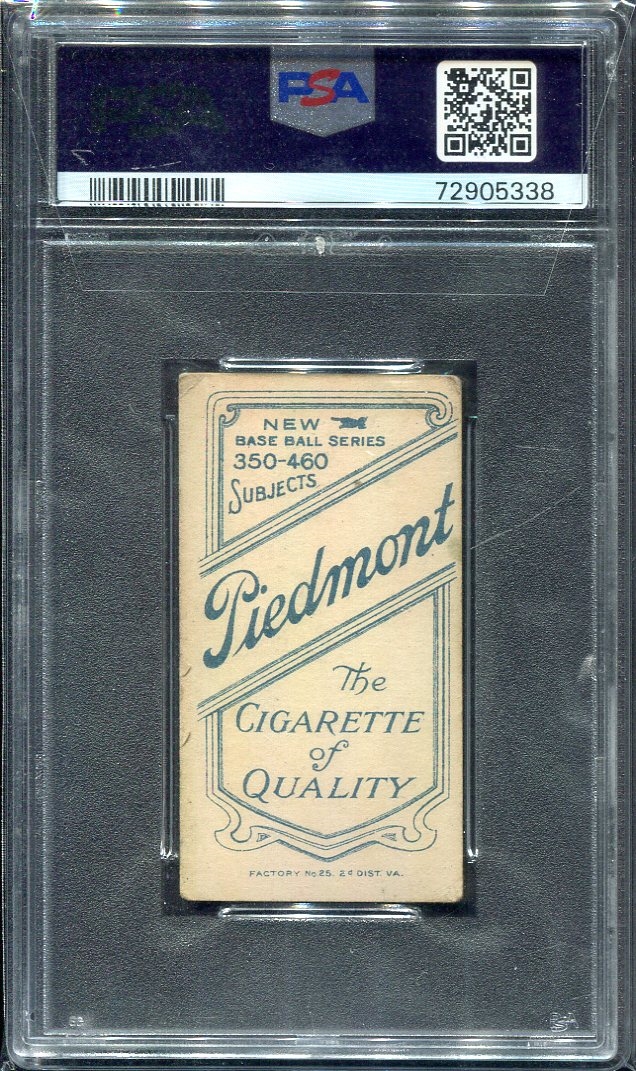 PSA
72905338
NEW
BASE BALL SERIES
350-460
SUBJECTS
Piedmont
The
CIGARETTE
of
QUALITY
FACTORY No 25. 2d DIST. VA.